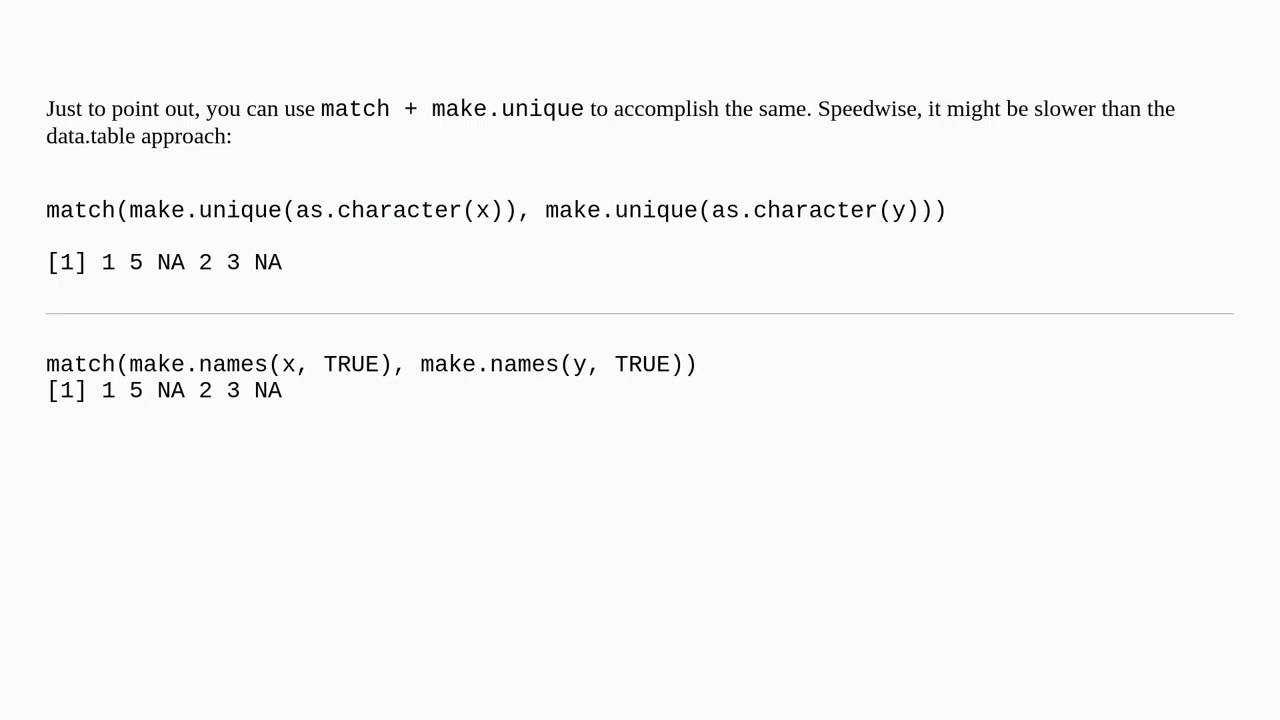 Just to point out, you can use match + make.unique to accomplish the same. Speedwise, it might be slower than the
data.table approach:
match(make.unique(as.character(x)), make.unique(as.character(y)))
[1] 1 5 NA 2 3 NA
match(make.names(x, TRUE), make.names(y, TRUE))
[1] 1 5 NA 2 3 NA